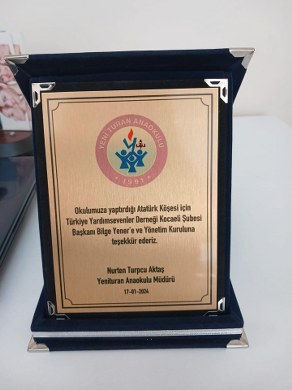 YENİ TURAN ANAOKULU
1991
Okulumuza yaptırdığı Atatürk Köşesi için
Türkiye Yardımsevenler Derneği Kocaeli Şubesi
Başkanı Bilge Yener'e ve Yönetim Kuruluna
teşekkür ederiz.
Nurten Turpcu Aktaş
Yenituran Anaokulu Müdürü
17-01-2024